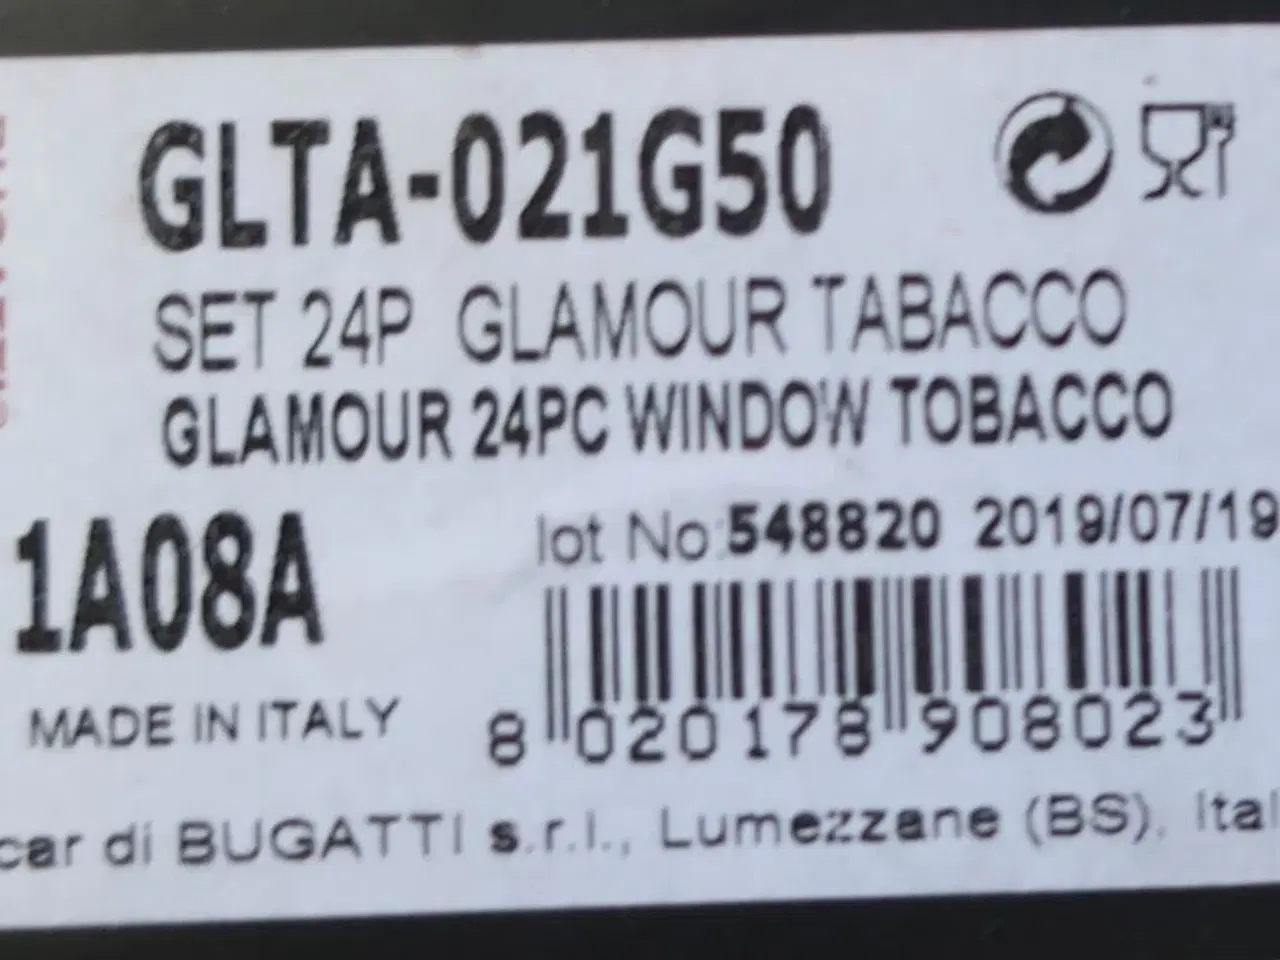 GLTA-021G50
SET 24P GLAMOUR TABACCO
GLAMOUR 24PC WINDOW TOBACCO
1A08A
lot No:548820 2019/07/19
MADE IN ITALY
8 020178 908023
car di BUGATTI s.r.l., Lumezzane (BS), Ital